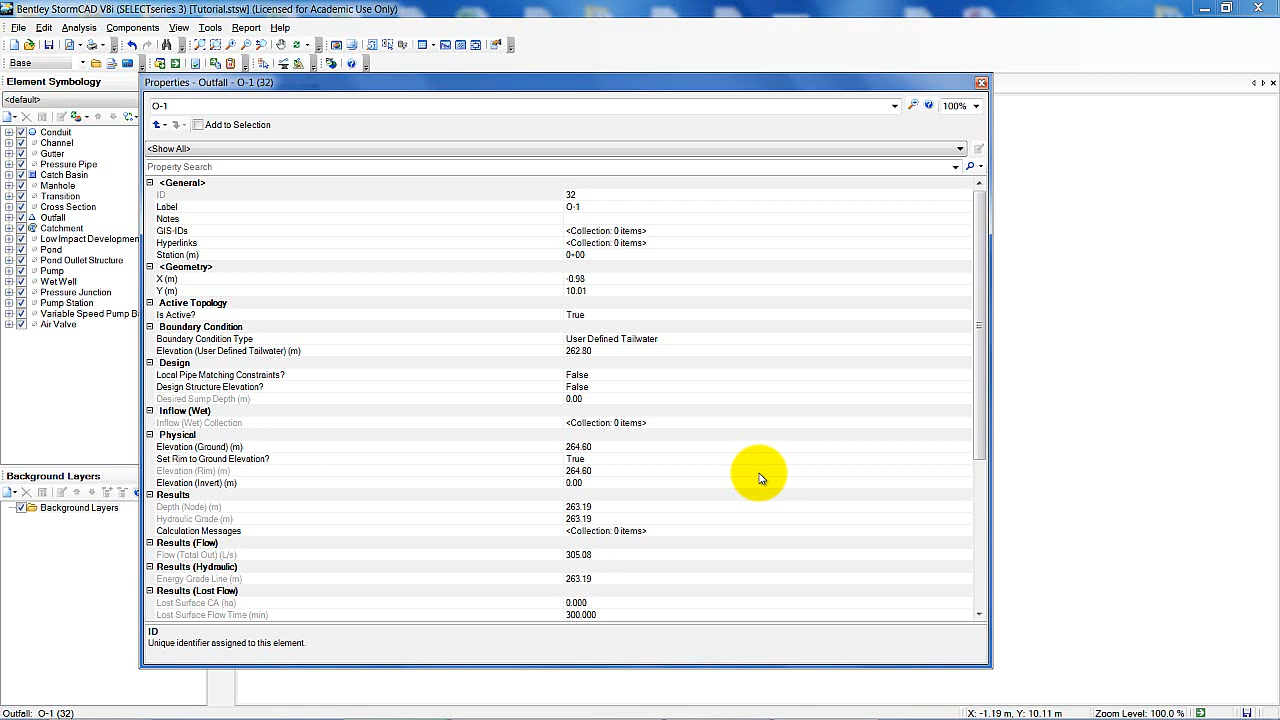 Bentley StormCAD V8i (SELECTseries 3) [Tutorial.stsw] (Licensed for Academic Use Only)
File Edit Analysis Components View Tools Report Help
Base
Element Symbology
<default>
Conduit
Channel
Gutter
Pressure Pipe
Catch Basin
Manhole
Transition
Cross Section
Outfall
Catchment
Low Impact Developmen
Pond
Pond Outlet Structure
Pump
Wet Well
Pressure Junction
Pump Station
Variable Speed Pump B
Air Valve
Background Layers
Background Layers
Properties - Outfall - O-1 (32)
O-1 100%
Add to Selection
<Show All>
Property Search
<General>
ID 32
Label O-1
Notes
GIS-IDs <Collection: 0 items>
Hyperlinks <Collection: 0 items>
Station (m) 0+00
<Geometry>
X (m) -0.98
Y (m) 10.01
Active Topology
Is Active? True
Boundary Condition
Boundary Condition Type User Defined Tailwater
Elevation (User Defined Tailwater) (m) 262.80
Design
Local Pipe Matching Constraints? False
Design Structure Elevation? False
Desired Sump Depth (m) 0.00
Inflow (Wet)
Inflow (Wet) Collection <Collection: 0 items>
Physical
Elevation (Ground) (m) 264.60
Set Rim to Ground Elevation? True
Elevation (Rim) (m) 264.60
Elevation (Invert) (m) 0.00
Results
Depth (Node) (m) 263.19
Hydraulic Grade (m) 263.19
Calculation Messages <Collection: 0 items>
Results (Flow)
Flow (Total Out) (L/s) 305.08
Results (Hydraulic)
Energy Grade Line (m) 263.19
Results (Lost Flow)
Lost Surface CA (ha) 0.000
Lost Surface Flow Time (min) 300.000
ID
Unique identifier assigned to this element.
Outfall: O-1 (32) X: -1.19 m, Y: 10.11 m Zoom Level: 100.0 %